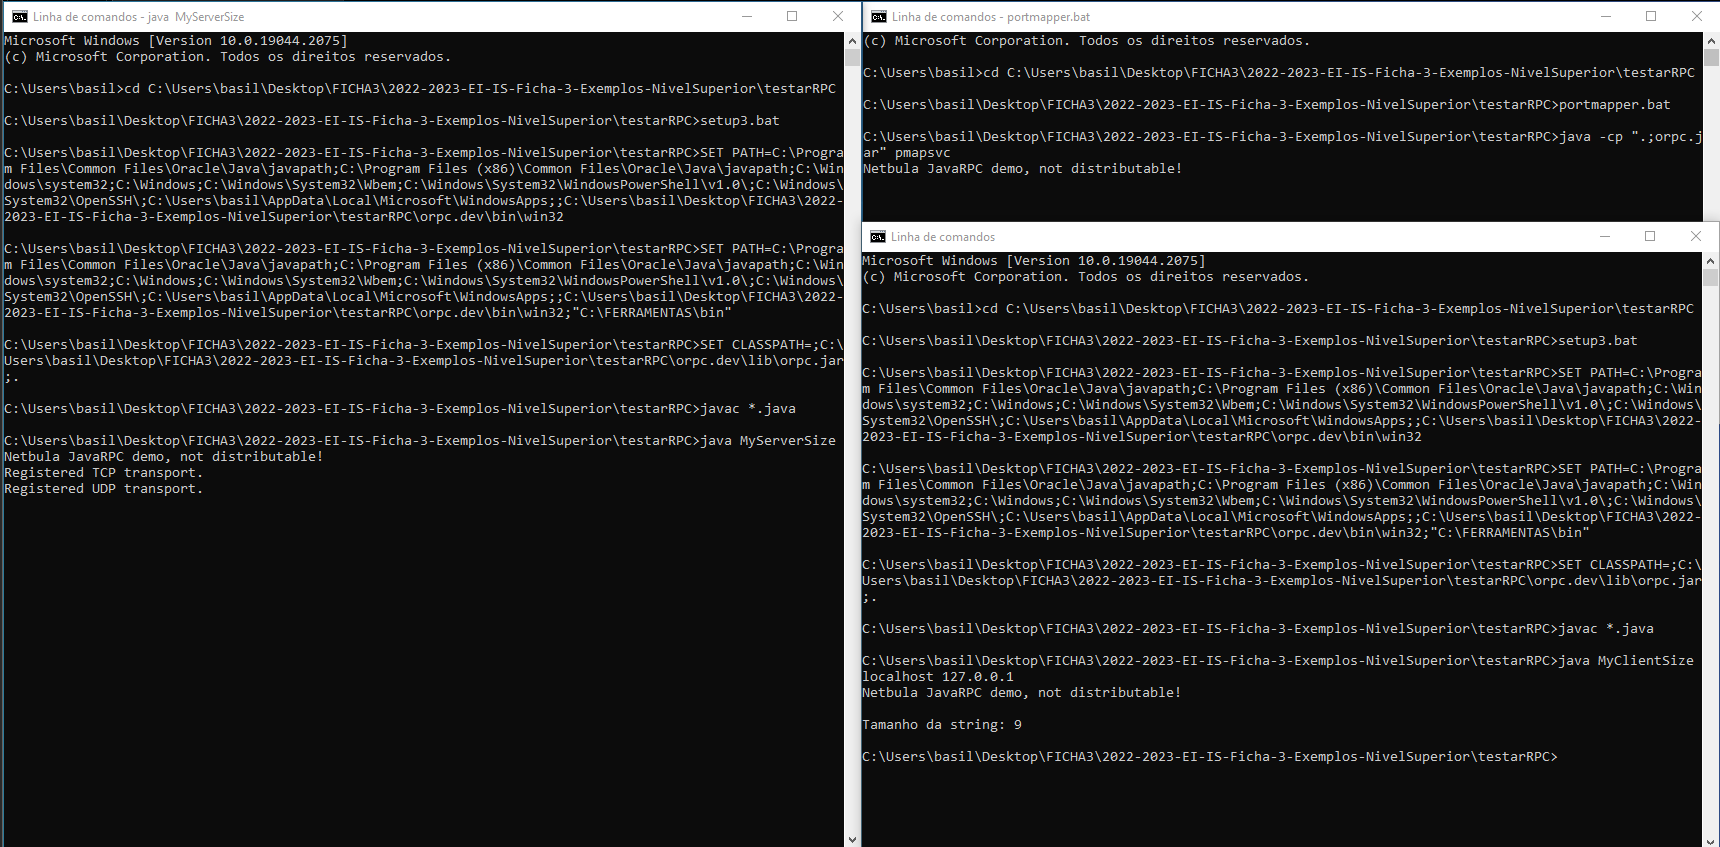 Linha de comandos - java  MyServerSize
Microsoft Windows [Version 10.0.19044.2075]
(c) Microsoft Corporation. Todos os direitos reservados.
C:\Users\basil>cd C:\Users\basil\Desktop\FICHA3\2022-2023-EI-IS-Ficha-3-Exemplos-NivelSuperior\testarRPC
C:\Users\basil\Desktop\FICHA3\2022-2023-EI-IS-Ficha-3-Exemplos-NivelSuperior\testarRPC>setup3.bat
C:\Users\basil\Desktop\FICHA3\2022-2023-EI-IS-Ficha-3-Exemplos-NivelSuperior\testarRPC>SET PATH=C:\Progra
m Files\Common Files\Oracle\Java\javapath;C:\Program Files (x86)\Common Files\Oracle\Java\javapath;C:\Win
dows\system32;C:\Windows;C:\Windows\System32\Wbem;C:\Windows\System32\WindowsPowerShell\v1.0\;C:\Windows\
System32\OpenSSH\;C:\Users\basil\AppData\Local\Microsoft\WindowsApps;;C:\Users\basil\Desktop\FICHA3\2022-
2023-EI-IS-Ficha-3-Exemplos-NivelSuperior\testarRPC\orpc.dev\bin\win32
C:\Users\basil\Desktop\FICHA3\2022-2023-EI-IS-Ficha-3-Exemplos-NivelSuperior\testarRPC>SET PATH=C:\Progra
m Files\Common Files\Oracle\Java\javapath;C:\Program Files (x86)\Common Files\Oracle\Java\javapath;C:\Win
dows\system32;C:\Windows;C:\Windows\System32\Wbem;C:\Windows\System32\WindowsPowerShell\v1.0\;C:\Windows\
System32\OpenSSH\;C:\Users\basil\AppData\Local\Microsoft\WindowsApps;;C:\Users\basil\Desktop\FICHA3\2022-
2023-EI-IS-Ficha-3-Exemplos-NivelSuperior\testarRPC\orpc.dev\bin\win32;"C:\FERRAMENTAS\bin"
C:\Users\basil\Desktop\FICHA3\2022-2023-EI-IS-Ficha-3-Exemplos-NivelSuperior\testarRPC>SET CLASSPATH=;C:\
Users\basil\Desktop\FICHA3\2022-2023-EI-IS-Ficha-3-Exemplos-NivelSuperior\testarRPC\orpc.dev\lib\orpc.jar
;.
C:\Users\basil\Desktop\FICHA3\2022-2023-EI-IS-Ficha-3-Exemplos-NivelSuperior\testarRPC>javac *.java
C:\Users\basil\Desktop\FICHA3\2022-2023-EI-IS-Ficha-3-Exemplos-NivelSuperior\testarRPC>java MyServerSize
Netbula JavaRPC demo, not distributable!
Registered TCP transport.
Registered UDP transport.
Linha de comandos - portmapper.bat
(c) Microsoft Corporation. Todos os direitos reservados.
C:\Users\basil>cd C:\Users\basil\Desktop\FICHA3\2022-2023-EI-IS-Ficha-3-Exemplos-NivelSuperior\testarRPC
C:\Users\basil\Desktop\FICHA3\2022-2023-EI-IS-Ficha-3-Exemplos-NivelSuperior\testarRPC>portmapper.bat
C:\Users\basil\Desktop\FICHA3\2022-2023-EI-IS-Ficha-3-Exemplos-NivelSuperior\testarRPC>java -cp ".;orpc.j
ar" pmapsvc
Netbula JavaRPC demo, not distributable!
Linha de comandos
Microsoft Windows [Version 10.0.19044.2075]
(c) Microsoft Corporation. Todos os direitos reservados.
C:\Users\basil>cd C:\Users\basil\Desktop\FICHA3\2022-2023-EI-IS-Ficha-3-Exemplos-NivelSuperior\testarRPC
C:\Users\basil\Desktop\FICHA3\2022-2023-EI-IS-Ficha-3-Exemplos-NivelSuperior\testarRPC>setup3.bat
C:\Users\basil\Desktop\FICHA3\2022-2023-EI-IS-Ficha-3-Exemplos-NivelSuperior\testarRPC>SET PATH=C:\Progra
m Files\Common Files\Oracle\Java\javapath;C:\Program Files (x86)\Common Files\Oracle\Java\javapath;C:\Win
dows\system32;C:\Windows;C:\Windows\System32\Wbem;C:\Windows\System32\WindowsPowerShell\v1.0\;C:\Windows\
System32\OpenSSH\;C:\Users\basil\AppData\Local\Microsoft\WindowsApps;;C:\Users\basil\Desktop\FICHA3\2022-
2023-EI-IS-Ficha-3-Exemplos-NivelSuperior\testarRPC\orpc.dev\bin\win32
C:\Users\basil\Desktop\FICHA3\2022-2023-EI-IS-Ficha-3-Exemplos-NivelSuperior\testarRPC>SET PATH=C:\Progra
m Files\Common Files\Oracle\Java\javapath;C:\Program Files (x86)\Common Files\Oracle\Java\javapath;C:\Win
dows\system32;C:\Windows;C:\Windows\System32\Wbem;C:\Windows\System32\WindowsPowerShell\v1.0\;C:\Windows\
System32\OpenSSH\;C:\Users\basil\AppData\Local\Microsoft\WindowsApps;;C:\Users\basil\Desktop\FICHA3\2022-
2023-EI-IS-Ficha-3-Exemplos-NivelSuperior\testarRPC\orpc.dev\bin\win32;"C:\FERRAMENTAS\bin"
C:\Users\basil\Desktop\FICHA3\2022-2023-EI-IS-Ficha-3-Exemplos-NivelSuperior\testarRPC>SET CLASSPATH=;C:\
Users\basil\Desktop\FICHA3\2022-2023-EI-IS-Ficha-3-Exemplos-NivelSuperior\testarRPC\orpc.dev\lib\orpc.jar
;.
C:\Users\basil\Desktop\FICHA3\2022-2023-EI-IS-Ficha-3-Exemplos-NivelSuperior\testarRPC>javac *.java
C:\Users\basil\Desktop\FICHA3\2022-2023-EI-IS-Ficha-3-Exemplos-NivelSuperior\testarRPC>java MyClientSize
localhost 127.0.0.1
Netbula JavaRPC demo, not distributable!
Tamanho da string: 9
C:\Users\basil\Desktop\FICHA3\2022-2023-EI-IS-Ficha-3-Exemplos-NivelSuperior\testarRPC>